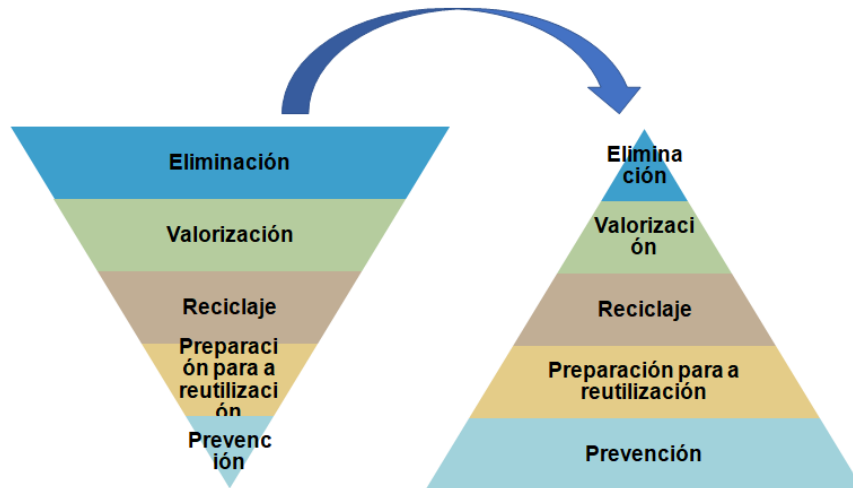 Eliminación
Valorización
Reciclaje
Preparaci
ón para a
reutilizaci
ón
Prevenc
ión
Elimina
ción
Valorizaci
ón
Reciclaje
Preparación para a
reutilización
Prevención